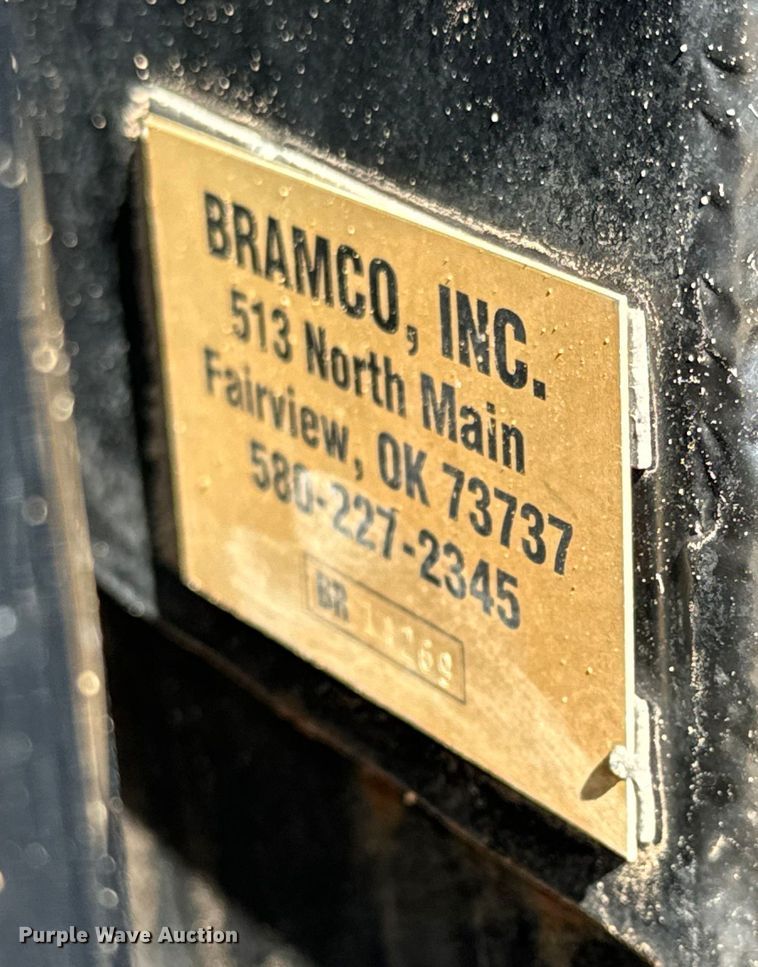 BRAMCO, INC.
513 North Main
Fairview, OK 73737
580-227-2345
BR
Purple Wave Auction